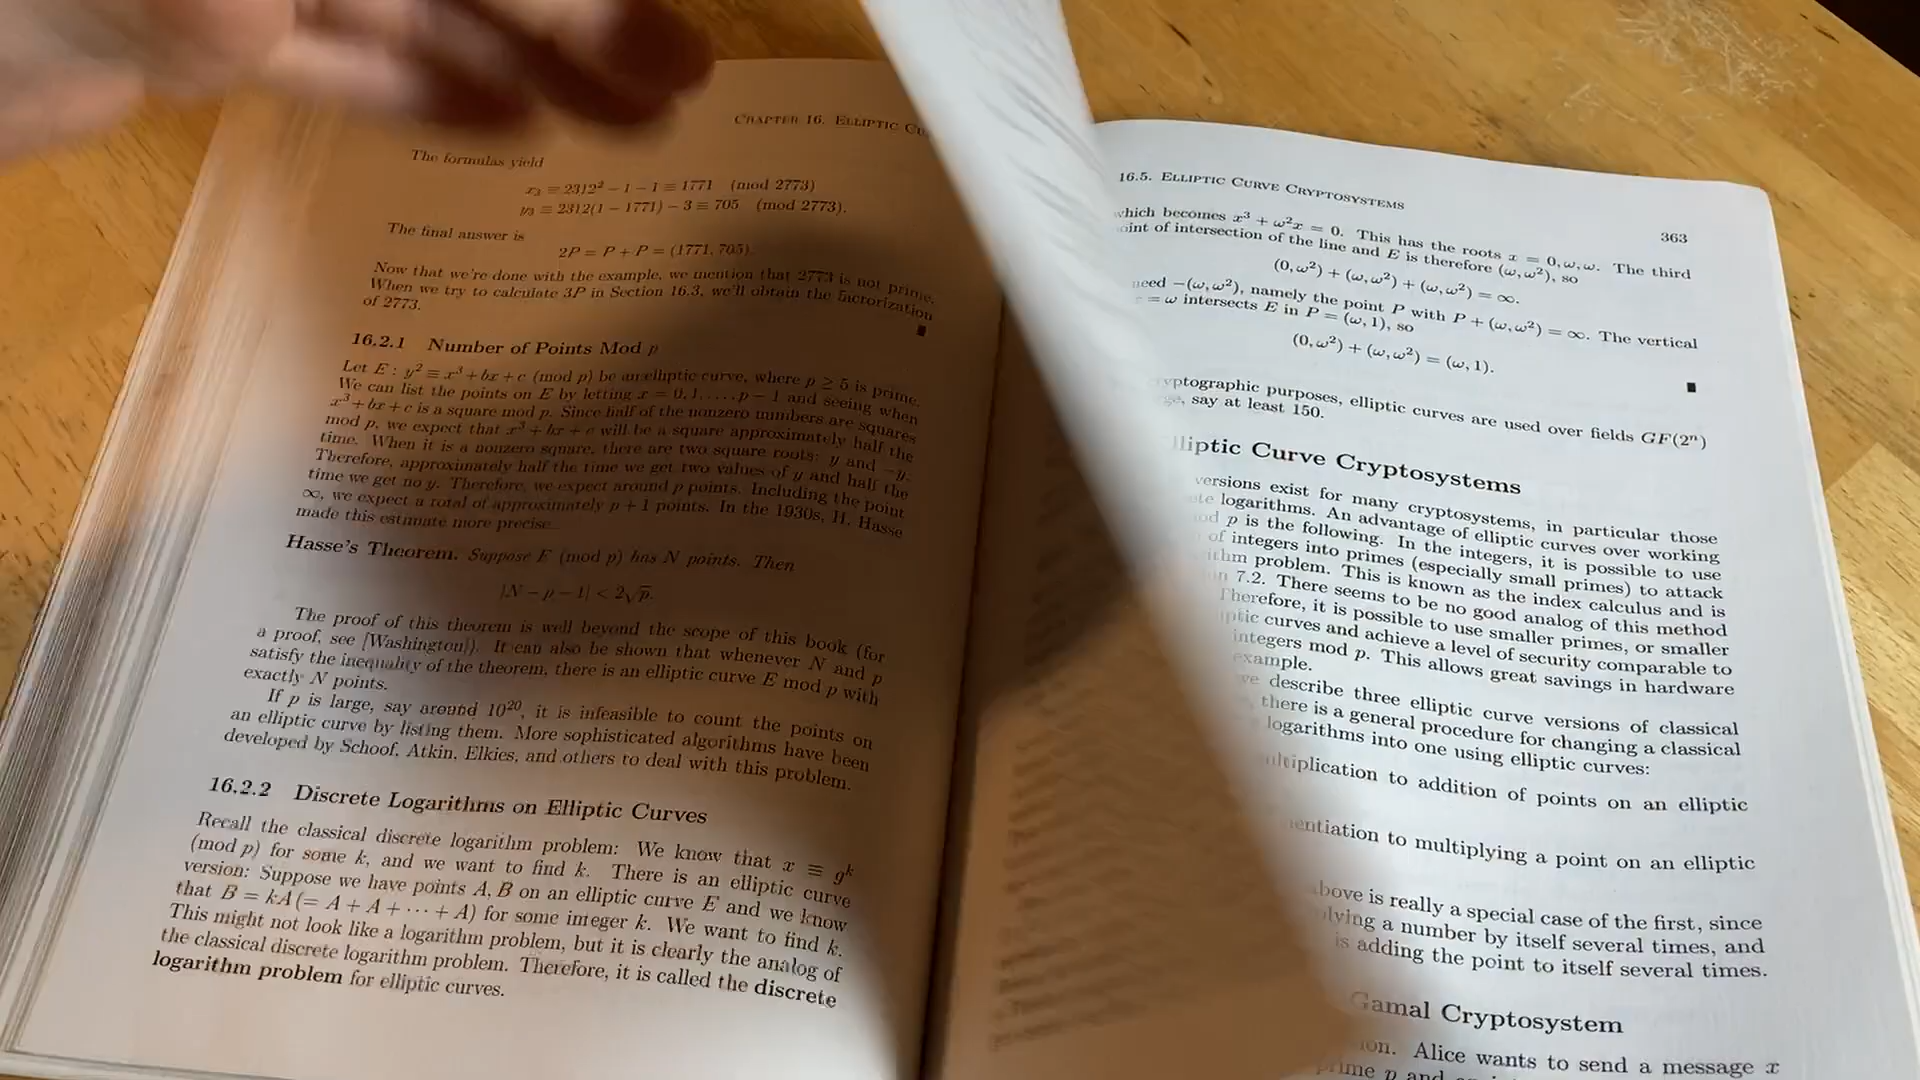 CHAPTER 16. ELLIPTIC CU
The formulas yield
x₃ ≡ 2312² − 1 − 1 ≡ 1771 (mod 2773)
y₃ ≡ 2312(1 − 1771) − 3 ≡ 705 (mod 2773).
The final answer is
2P = P + P = (1771, 705).
Now that we're done with the example, we mention that 2773 is not prime.
When we try to calculate 3P in Section 16.3, we'll obtain the factorization
of 2773.
16.2.1 Number of Points Mod p
Let E : y² ≡ x³ + bx + c (mod p) be an elliptic curve, where p ≥ 5 is prime.
We can list the points on E by letting x = 0, 1, . . . , p − 1 and seeing when
x³ + bx + c is a square mod p. Since half of the nonzero numbers are squares
mod p, we expect that x³ + bx + c will be a square approximately half the
time. When it is a nonzero square, there are two square roots: y and −y.
Therefore, approximately half the time we get two values of y and half the
time we get no y. Therefore, we expect around p points. Including the point
∞, we expect a total of approximately p + 1 points. In the 1930s, H. Hasse
made this estimate more precise.
Hasse's Theorem. Suppose E (mod p) has N points. Then
|N − p − 1| < 2√p.
The proof of this theorem is well beyond the scope of this book (for
a proof, see [Washington]). It can also be shown that whenever N and p
satisfy the inequality of the theorem, there is an elliptic curve E mod p with
exactly N points.
If p is large, say around 10²⁰, it is infeasible to count the points on
an elliptic curve by listing them. More sophisticated algorithms have been
developed by Schoof, Atkin, Elkies, and others to deal with this problem.
16.2.2 Discrete Logarithms on Elliptic Curves
Recall the classical discrete logarithm problem: We know that x ≡ gᵏ
(mod p) for some k, and we want to find k. There is an elliptic curve
version: Suppose we have points A, B on an elliptic curve E and we know
that B = kA (= A + A + · · · + A) for some integer k. We want to find k.
This might not look like a logarithm problem, but it is clearly the analog of
the classical discrete logarithm problem. Therefore, it is called the discrete
logarithm problem for elliptic curves.
16.5. ELLIPTIC CURVE CRYPTOSYSTEMS
363
which becomes x³ + ω²x = 0. This has the roots x = 0, ω, ω. The third
oint of intersection of the line and E is therefore (ω, ω²), so
(0, ω²) + (ω, ω²) + (ω, ω²) = ∞.
need −(ω, ω²), namely the point P with P + (ω, ω²) = ∞. The vertical
= ω intersects E in P = (ω, 1), so
(0, ω²) + (ω, ω²) = (ω, 1).
yptographic purposes, elliptic curves are used over fields GF(2ⁿ)
ge, say at least 150.
lliptic Curve Cryptosystems
versions exist for many cryptosystems, in particular those
ete logarithms. An advantage of elliptic curves over working
od p is the following. In the integers, it is possible to use
of integers into primes (especially small primes) to attack
ithm problem. This is known as the index calculus and is
n 7.2. There seems to be no good analog of this method
Therefore, it is possible to use smaller primes, or smaller
iptic curves and achieve a level of security comparable to
integers mod p. This allows great savings in hardware
example.
we describe three elliptic curve versions of classical
there is a general procedure for changing a classical
logarithms into one using elliptic curves:
ultiplication to addition of points on an elliptic
nentiation to multiplying a point on an elliptic
above is really a special case of the first, since
plying a number by itself several times, and
is adding the point to itself several times.
Gamal Cryptosystem
ion. Alice wants to send a message x
prime p and